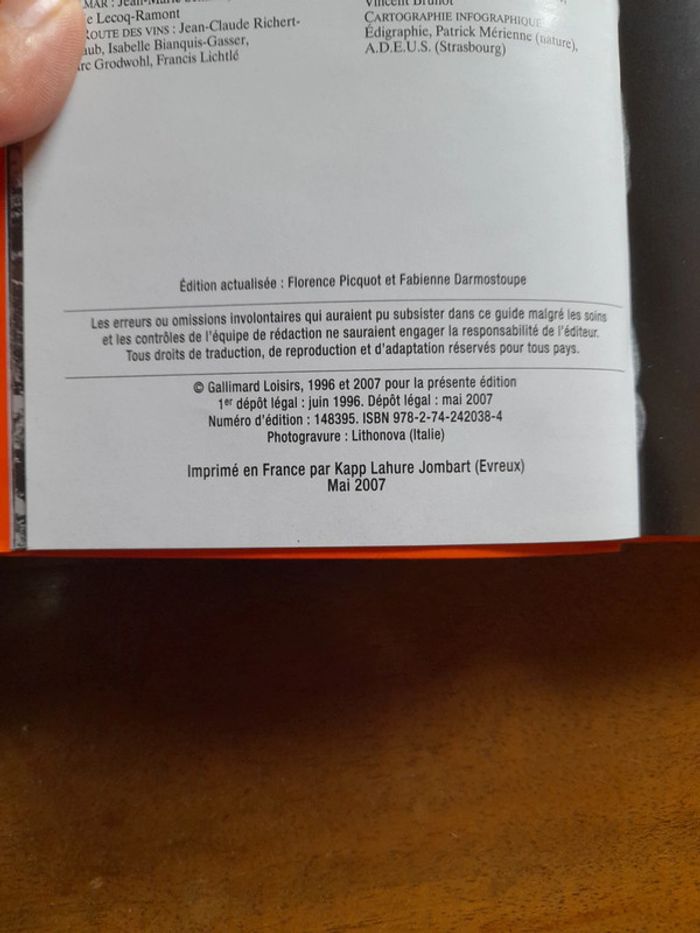 MAR : Jean-Marie
Lecoq-Ramont
ROUTE DES VINS : Jean-Claude Richert-
Isabelle Bianquis-Gasser,
Grodwohl, Francis Lichtlé
Vincent Brunot
CARTOGRAPHIE INFOGRAPHIQUE
Édigraphie, Patrick Mérienne (nature),
A.D.E.U.S. (Strasbourg)
Édition actualisée : Florence Picquot et Fabienne Darmostoupe
Les erreurs ou omissions involontaires qui auraient pu subsister dans ce guide malgré les soins
et les contrôles de l'équipe de rédaction ne sauraient engager la responsabilité de l'éditeur.
Tous droits de traduction, de reproduction et d'adaptation réservés pour tous pays.
© Gallimard Loisirs, 1996 et 2007 pour la présente édition
1er dépôt légal : juin 1996. Dépôt légal : mai 2007
Numéro d'édition : 148395. ISBN 978-2-74-242038-4
Photogravure : Lithonova (Italie)
Imprimé en France par Kapp Lahure Jombart (Evreux)
Mai 2007